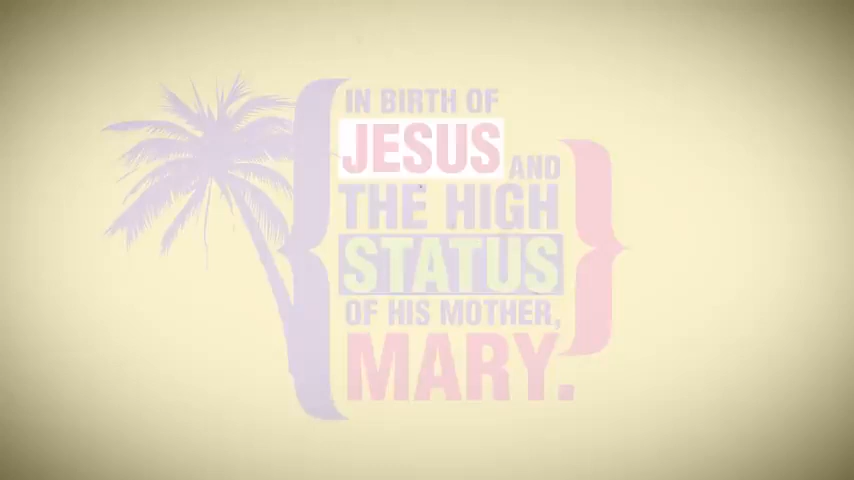 IN BIRTH OF
JESUS AND
THE HIGH
STATUS
OF HIS MOTHER,
MARY.